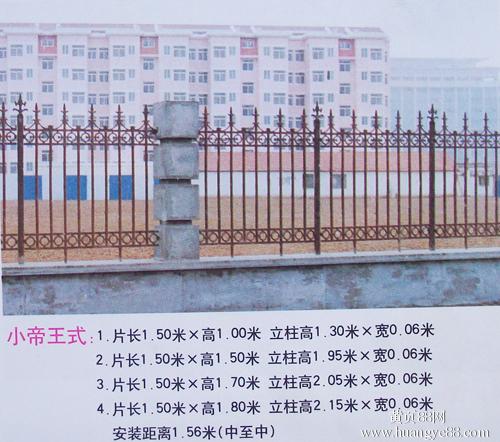 小帝王式:1.片长1.50米×高1.00米 立柱高1.30米×宽0.06米
2.片长1.50米×高1.50米 立柱高1.95米×宽0.06米
3.片长1.50米×高1.70米 立柱高2.05米×宽0.06米
4.片长1.50米×高1.80米 立柱高2.15米×宽0.06米
安装距离1.56米(中至中)
黄页88网
www.huangye88.com